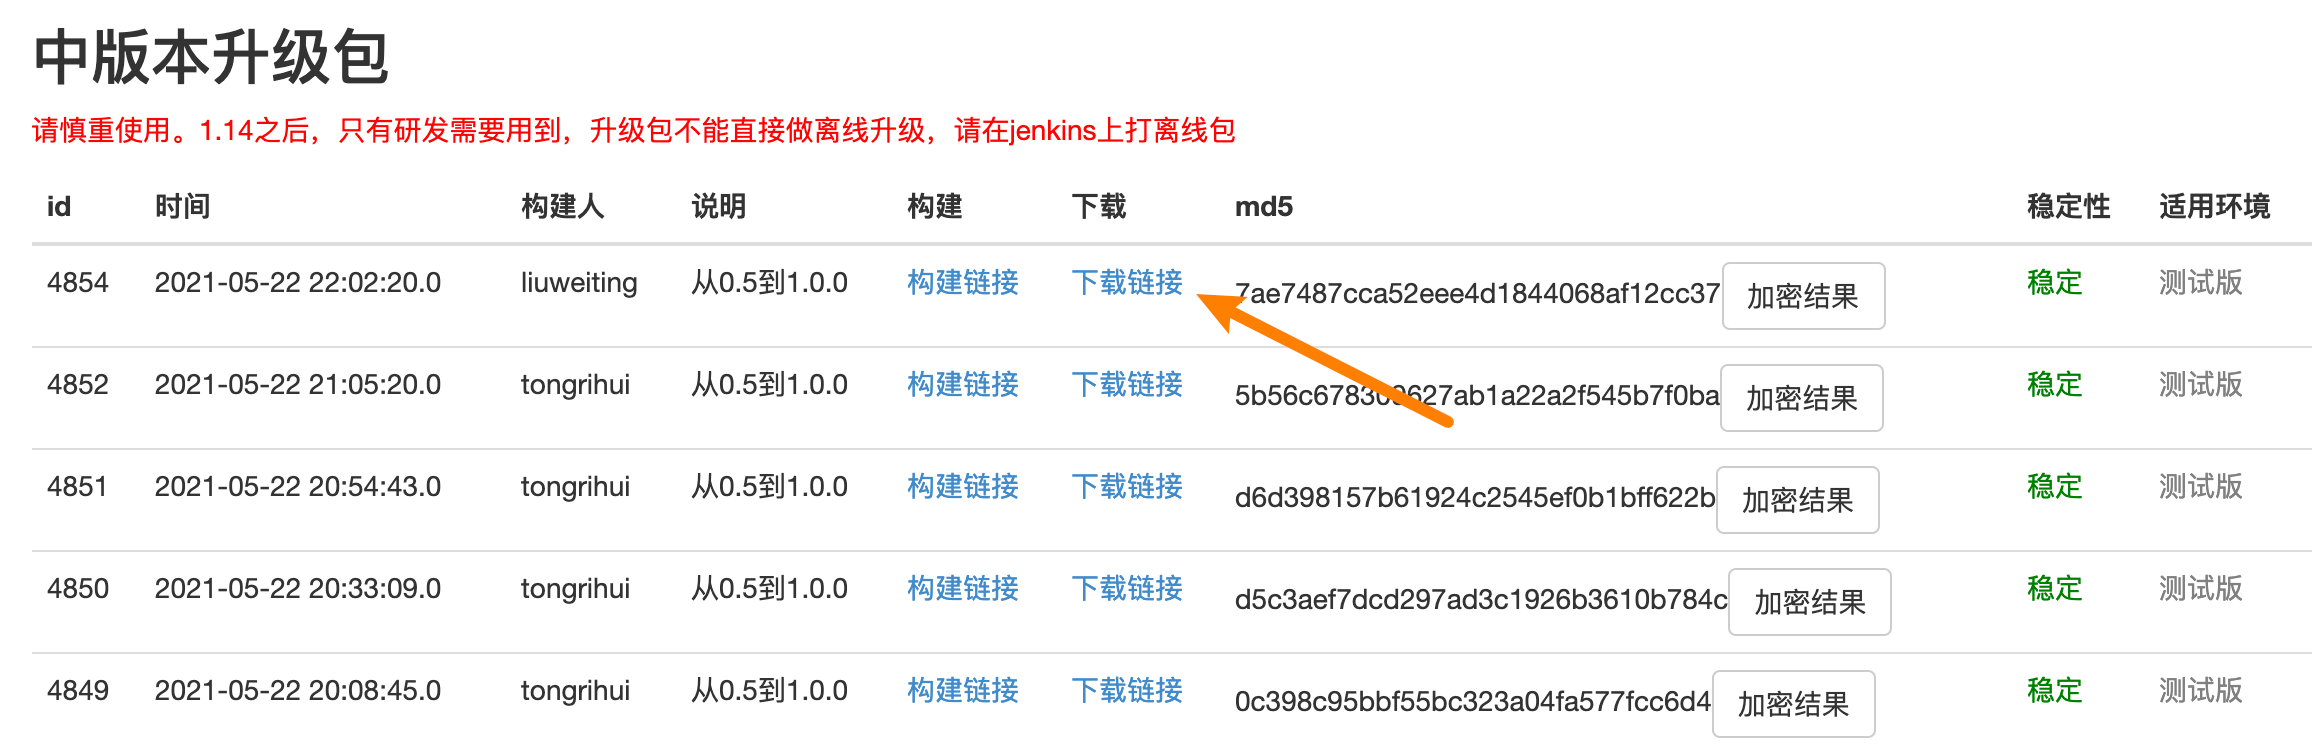 中版本升级包
请慎重使用。1.14之后，只有研发需要用到，升级包不能直接做离线升级，请在jenkins上打离线包
id 时间 构建人 说明 构建 下载 md5 稳定性 适用环境
4854 2021-05-22 22:02:20.0 liuweiting 从0.5到1.0.0 构建链接 下载链接 7ae7487cca52eee4d1844068af12cc37 加密结果 稳定 测试版
4852 2021-05-22 21:05:20.0 tongrihui 从0.5到1.0.0 构建链接 下载链接 加密结果 稳定 测试版
4851 2021-05-22 20:54:43.0 tongrihui 从0.5到1.0.0 构建链接 下载链接 d6d398157b61924c2545ef0b1bff622b 加密结果 稳定 测试版
4850 2021-05-22 20:33:09.0 tongrihui 从0.5到1.0.0 构建链接 下载链接 d5c3aef7dcd297ad3c1926b3610b784c 加密结果 稳定 测试版
4849 2021-05-22 20:08:45.0 tongrihui 从0.5到1.0.0 构建链接 下载链接 0c398c95bbf55bc323a04fa577fcc6d4 加密结果 稳定 测试版